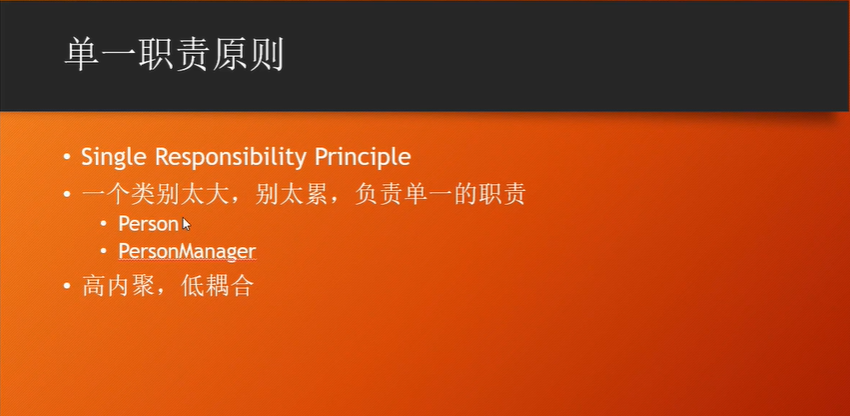 单一职责原则
• Single Responsibility Principle
• 一个类别太大，别太累，负责单一的职责
• Person
• PersonManager
• 高内聚，低耦合